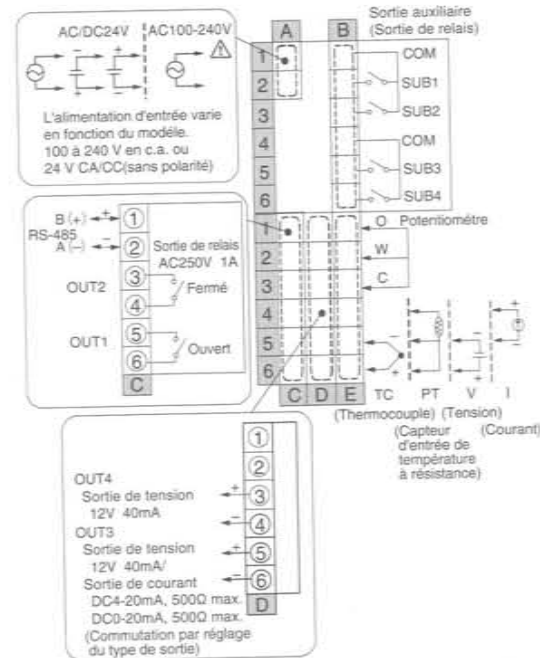 AC/DC24V AC100-240V
L'alimentation d'entrée varie
en fonction du modèle.
100 à 240 V en c.a. ou
24 V CA/CC(sans polarité)
A B
Sortie auxiliaire
(Sortie de relais)
1 COM
2 SUB1
3 SUB2
4 COM
5 SUB3
6 SUB4
1 O Potentiomètre
2 W
3 C
4
5 −
6 +
C D E TC PT V I
(Thermocouple) (Tension)
(Capteur (Courant)
d'entrée de
température
à résistance)
B (+) + ①
RS-485
A (−) − ②
Sortie de relais
AC250V 1A
OUT2 ③ Fermé
④
OUT1 ⑤ Ouvert
⑥
C
①
②
OUT4
Sortie de tension + ③
12V 40mA − ④
OUT3
Sortie de tension + ⑤
12V 40mA/
Sortie de courant − ⑥
DC4-20mA, 500Ω max.
D
DC0-20mA, 500Ω max.
(Commutation par réglage
du type de sortie)